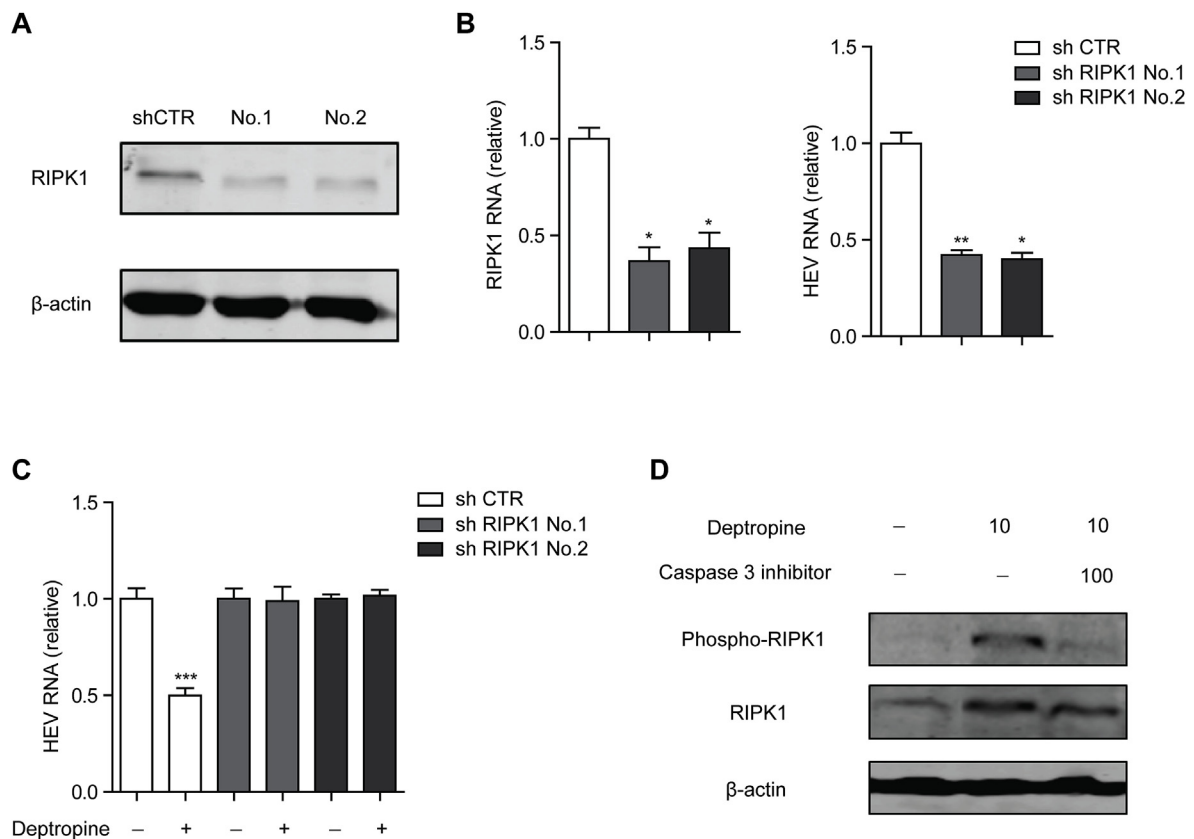 A
shCTR No.1 No.2
RIPK1
β-actin
B
1.5
1.0
0.5
0.0
RIPK1 RNA (relative)
* *
1.5
1.0
0.5
0.0
HEV RNA (relative)
** *
sh CTR
sh RIPK1 No.1
sh RIPK1 No.2
C
1.5
1.0
0.5
0.0
HEV RNA (relative)
***
Deptropine – + – + – +
sh CTR
sh RIPK1 No.1
sh RIPK1 No.2
D
Deptropine – 10 10
Caspase 3 inhibitor – – 100
Phospho-RIPK1
RIPK1
β-actin